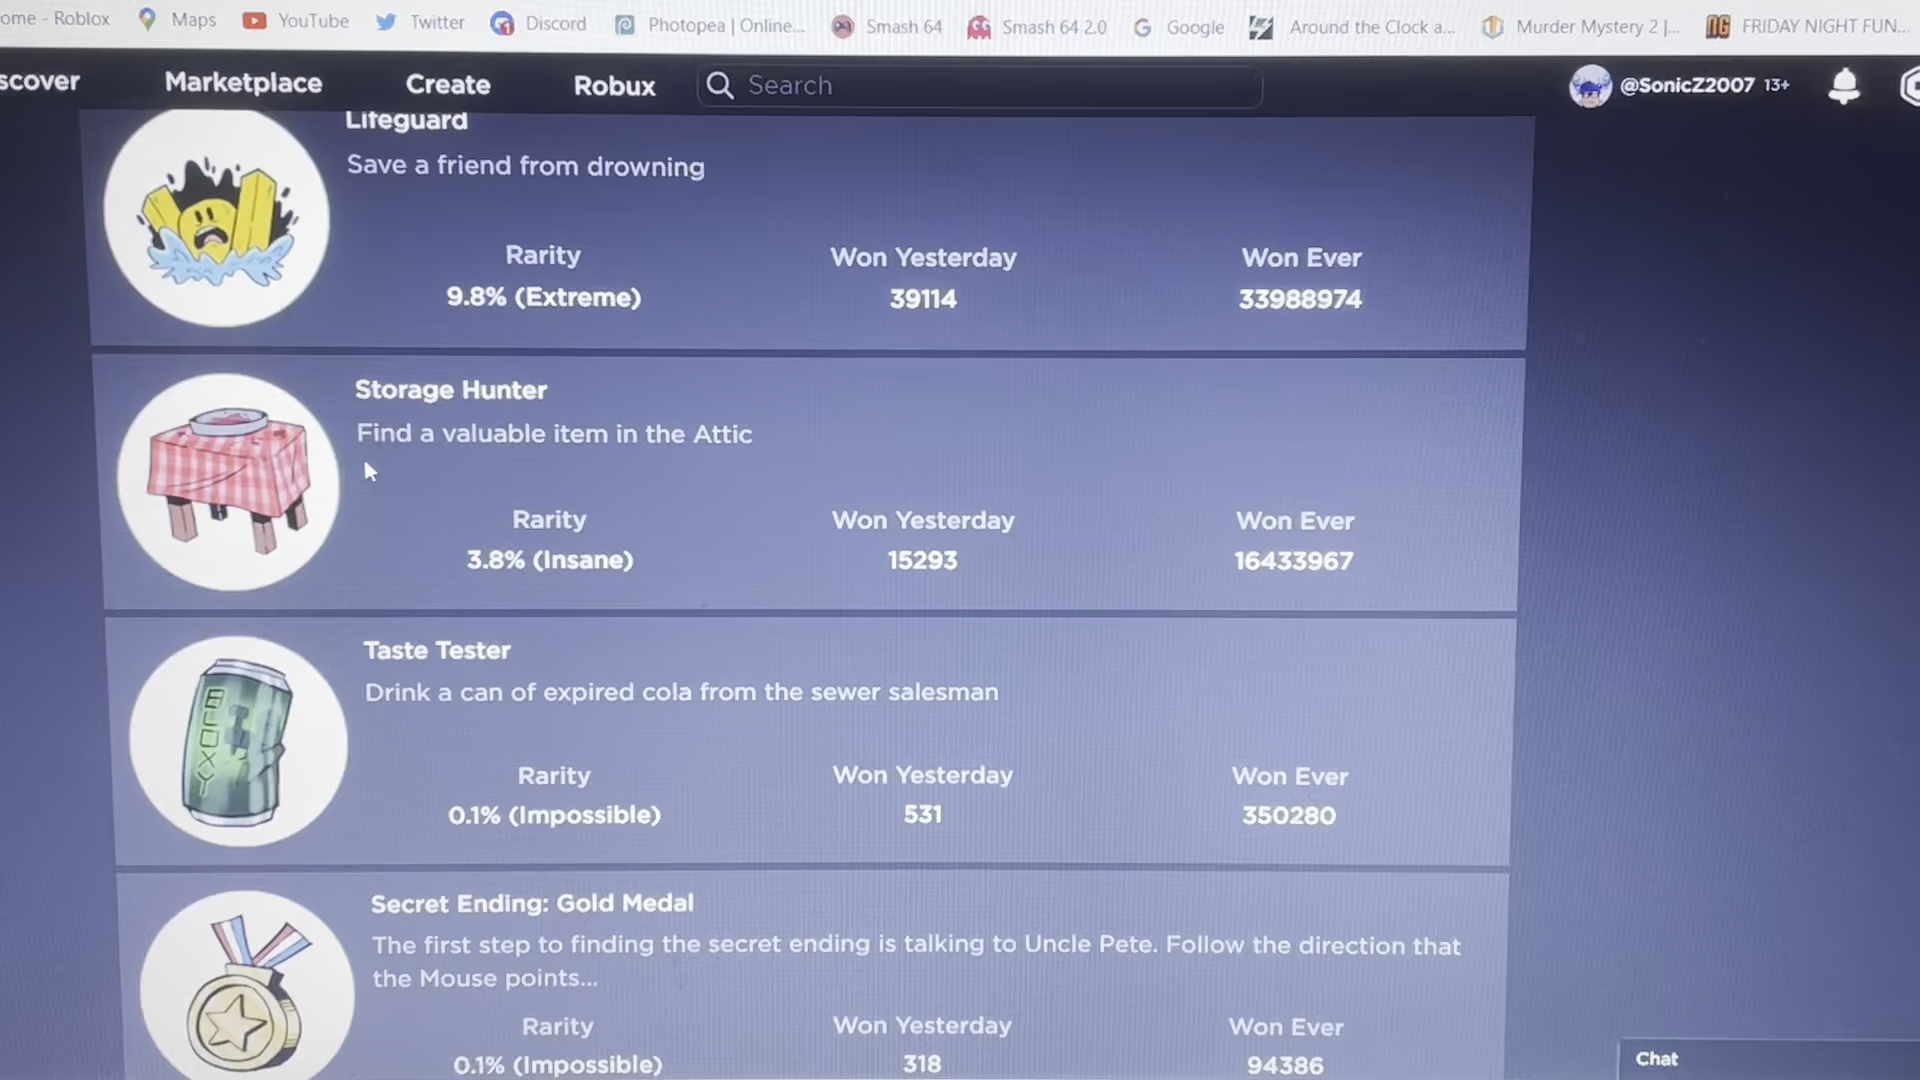 ome - Roblox Maps YouTube Twitter Discord Photopea | Online... Smash 64 Smash 64 2.0 Google Around the Clock a... Murder Mystery 2 |... FRIDAY NIGHT FUN...
scover Marketplace Create Robux Search @SonicZ2007 13+
Lifeguard
Save a friend from drowning
Rarity Won Yesterday Won Ever
9.8% (Extreme) 39114 33988974
Storage Hunter
Find a valuable item in the Attic
Rarity Won Yesterday Won Ever
3.8% (Insane) 15293 16433967
BLOXY
Taste Tester
Drink a can of expired cola from the sewer salesman
Rarity Won Yesterday Won Ever
0.1% (Impossible) 531 350280
Secret Ending: Gold Medal
The first step to finding the secret ending is talking to Uncle Pete. Follow the direction that
the Mouse points...
Rarity Won Yesterday Won Ever
0.1% (Impossible) 318 94386
Chat